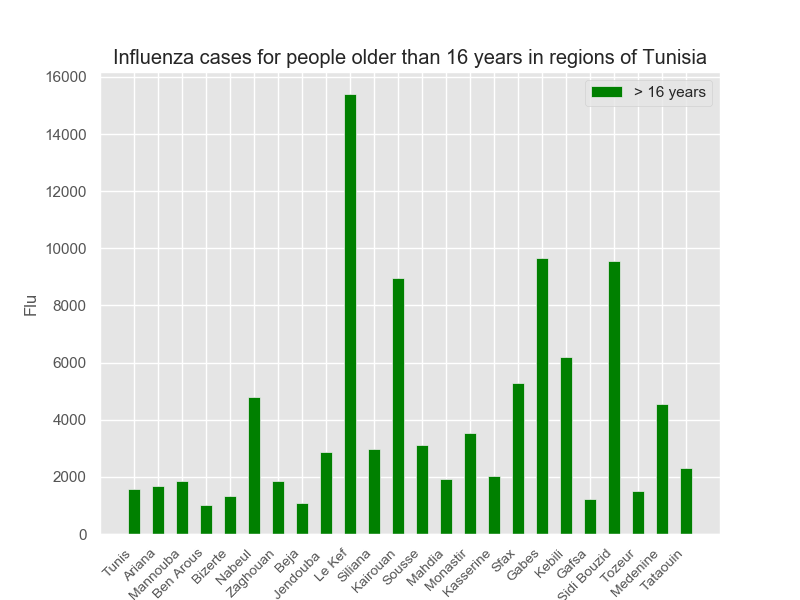 Influenza cases for people older than 16 years in regions of Tunisia
> 16 years
16000
14000
12000
10000
8000
6000
4000
2000
0
Flu
Tunis
Ariana
Mannouba
Ben Arous
Bizerte
Nabeul
Zaghouan
Beja
Jendouba
Le Kef
Siliana
Kairouan
Sousse
Mahdia
Monastir
Kasserine
Sfax
Gabes
Kebili
Gafsa
Sidi Bouzid
Tozeur
Medenine
Tataouin